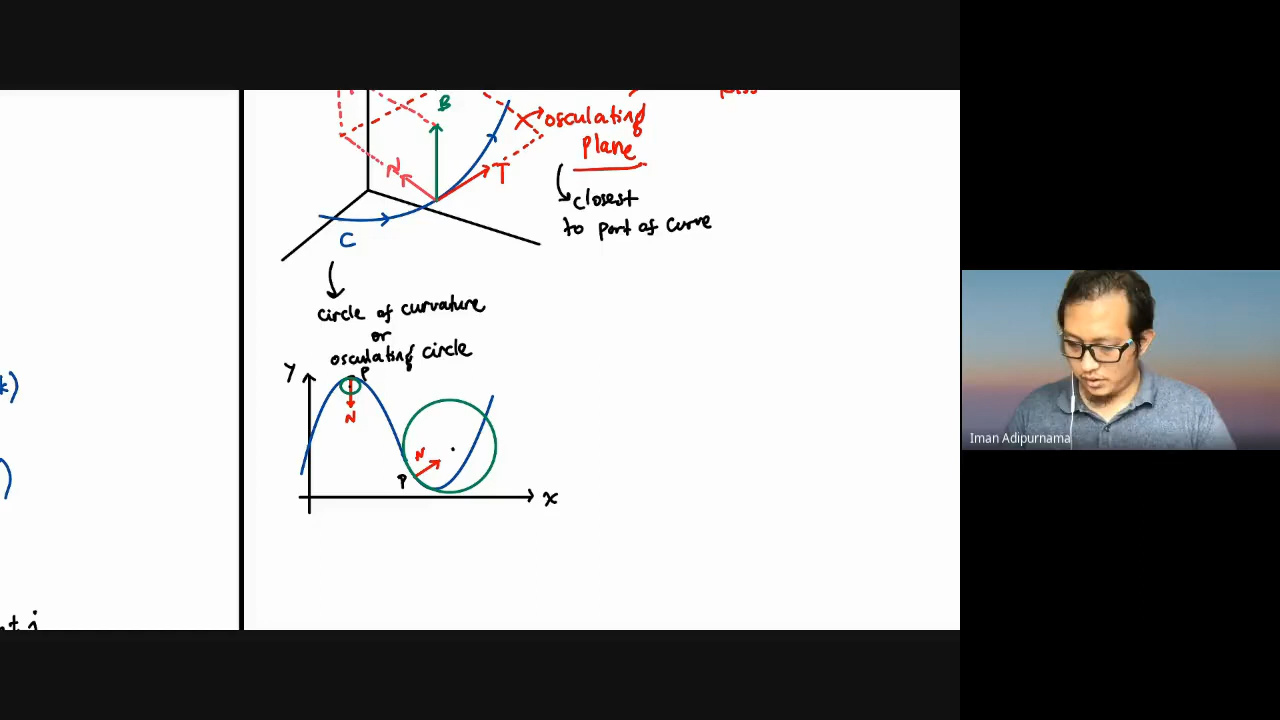 B
osculating
plane
N
T
closest
to part of curve
C
circle of curvature
or
osculating circle
y
P
N
k)
N
P
x
Iman Adipurnama